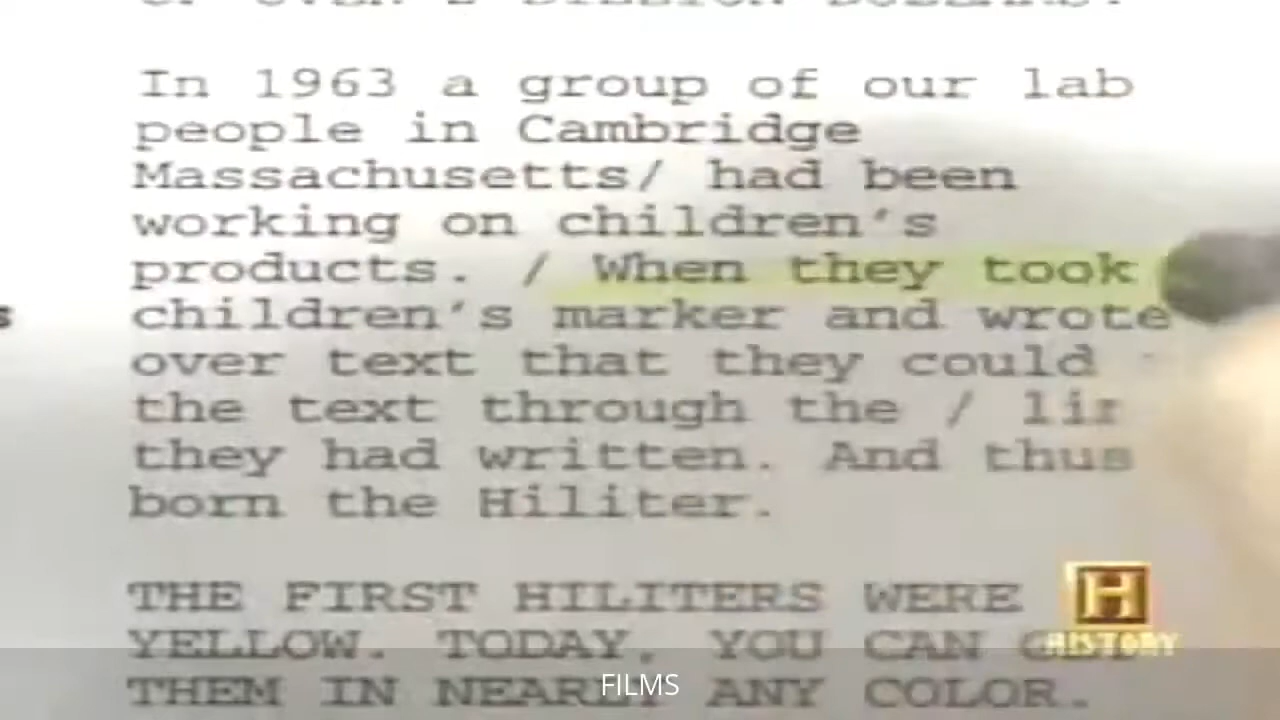 In 1963 a group of our lab
people in Cambridge
Massachusetts/ had been
working on children's
products. / When they took
s children's marker and wrote
over text that they could
the text through the /
they had written. And thus
born the Hiliter.
THE FIRST HILITERS WERE
YELLOW. TODAY, YOU CAN
THEM IN NEARLY ANY COLOR.
H
HISTORY
FILMS